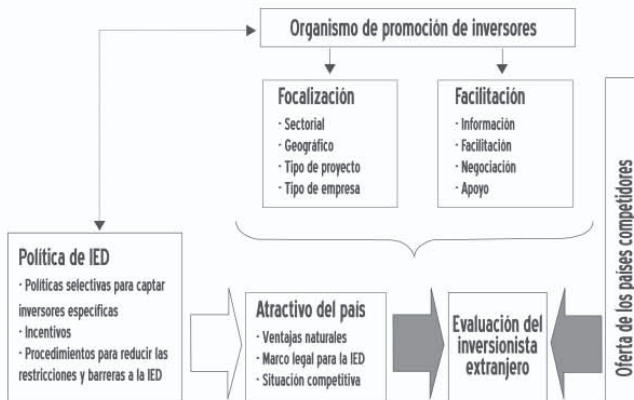 Organismo de promoción de inversores
Focalización
· Sectorial
· Geográfico
· Tipo de proyecto
· Tipo de empresa
Facilitación
· Información
· Facilitación
· Negociación
· Apoyo
Política de IED
· Políticas selectivas para captar
inversores específicas
· Incentivos
· Procedimientos para reducir las
restricciones y barreras a la IED
Atractivo del país
· Ventajas naturales
· Marco legal para la IED
· Situación competitiva
Evaluación del
inversionista
extranjero
Oferta de los países competidores